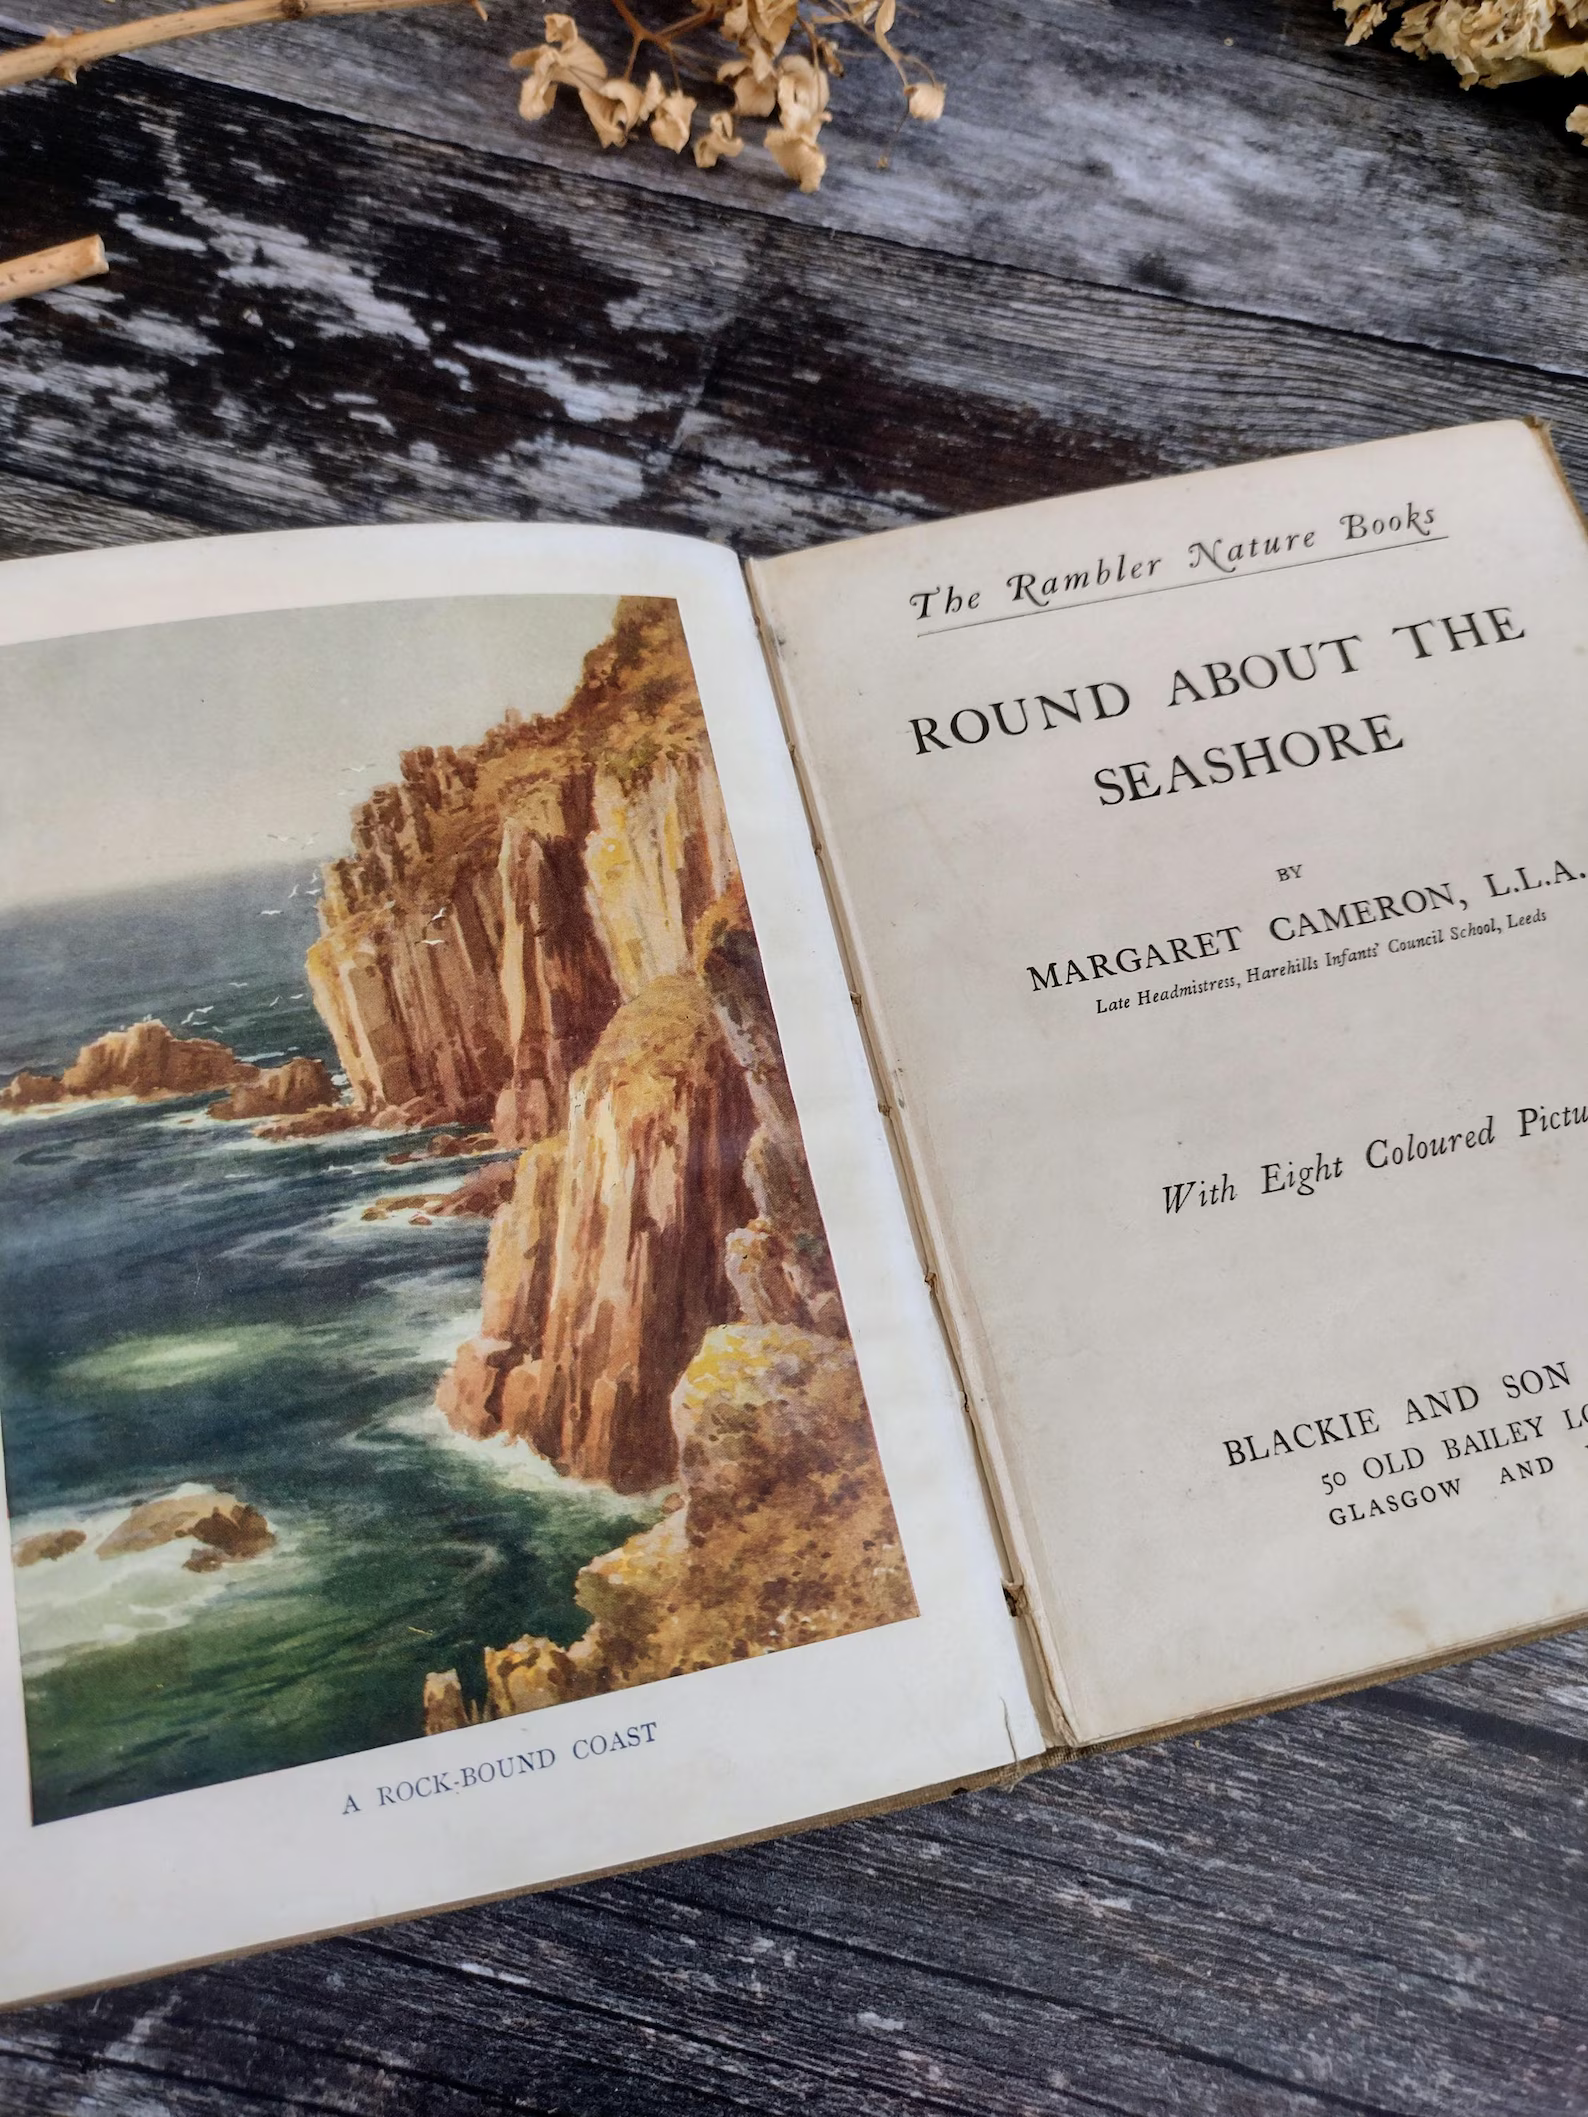 A ROCK-BOUND COAST
The Rambler Nature Books
ROUND ABOUT THE
SEASHORE
BY
MARGARET CAMERON, L.L.A.
Late Headmistress, Harehills Infants' Council School, Leeds
With Eight Coloured
BLACKIE AND SON
50 OLD BAILEY
GLASGOW AND